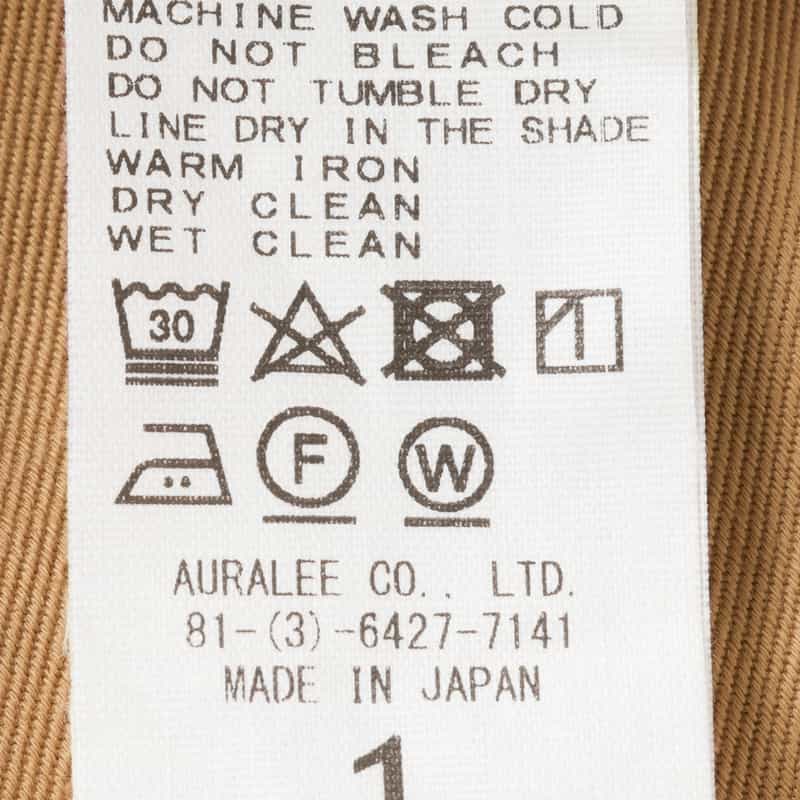 MACHINE WASH COLD
DO NOT BLEACH
DO NOT TUMBLE DRY
LINE DRY IN THE SHADE
WARM IRON
DRY CLEAN
WET CLEAN
30
F W
AURALEE CO., LTD.
81-(3)-6427-7141
MADE IN JAPAN
1